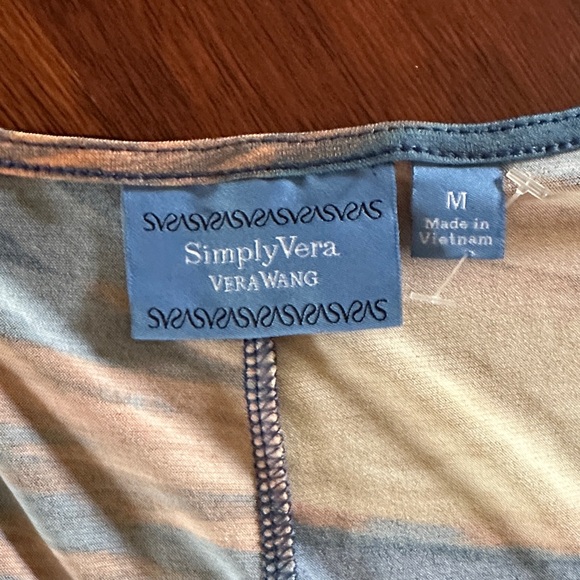 SimplyVera
VERA WANG
M
Made in
Vietnam